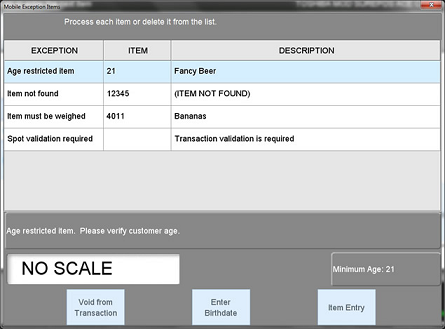 Mobile Exception Items
Process each item or delete it from the list.
EXCEPTION ITEM DESCRIPTION
Age restricted item 21 Fancy Beer
Item not found 12345 (ITEM NOT FOUND)
Item must be weighed 4011 Bananas
Spot validation required Transaction validation is required
Age restricted item. Please verify customer age.
NO SCALE
Minimum Age: 21
Void from
Transaction
Enter
Birthdate
Item Entry